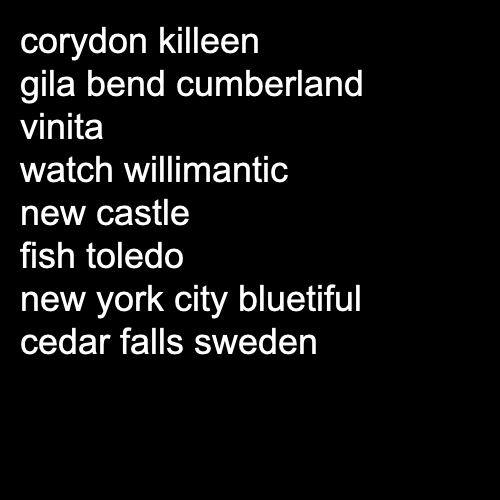 corydon killeen
gila bend cumberland
vinita
watch willimantic
new castle
fish toledo
new york city bluetiful
cedar falls sweden